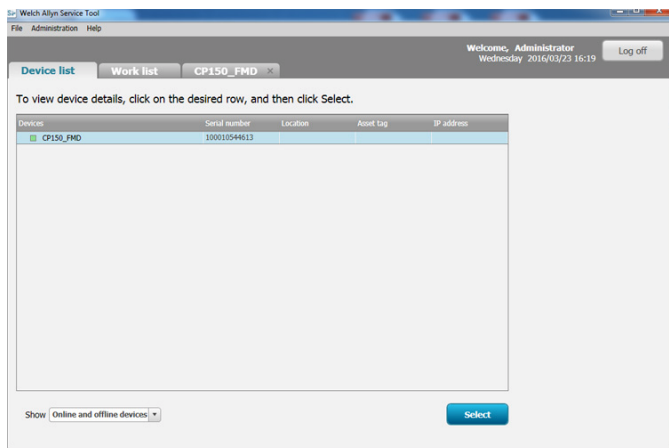 Welch Allyn Service Tool
File Administration Help
Welcome, Administrator
Wednesday 2016/03/23 16:19
Log off
Device list Work list CP150_FMD ×
To view device details, click on the desired row, and then click Select.
Devices Serial number Location Asset tag IP address
CP150_FMD 100010544613
Show Online and offline devices
Select